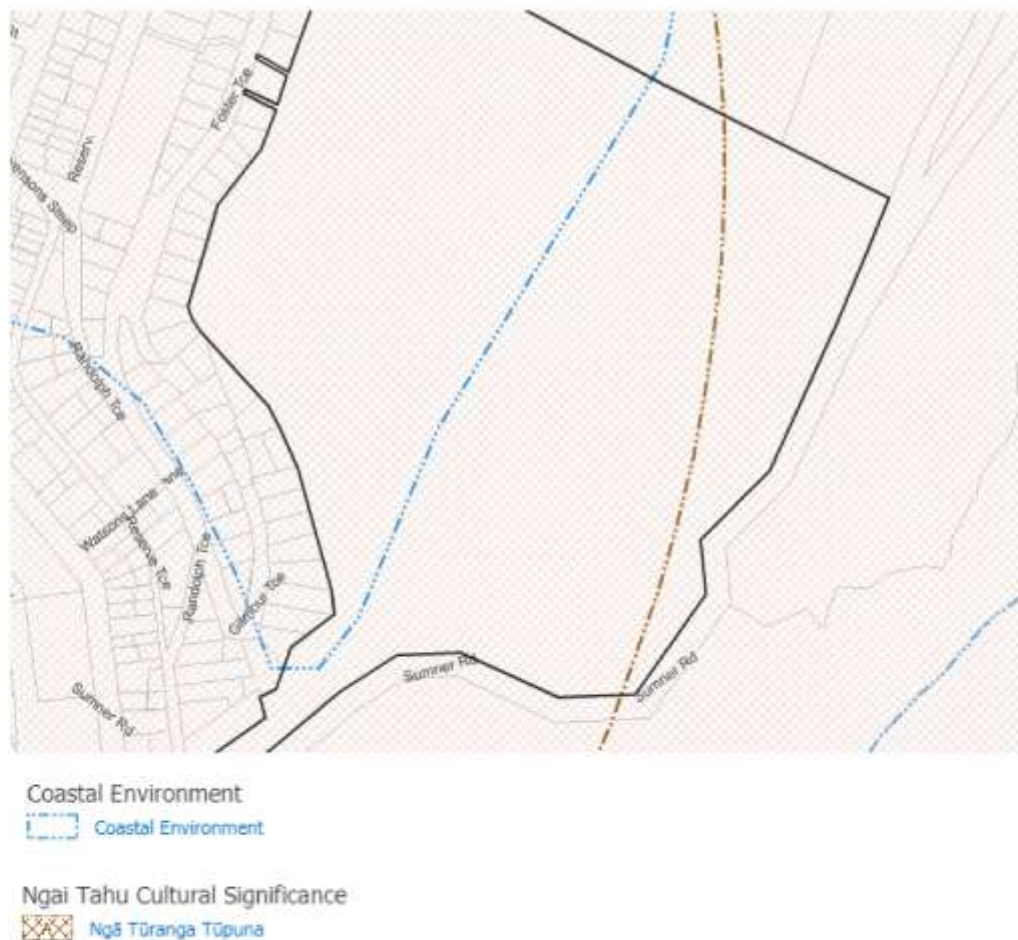 Foster Tce
Reserv
Randolph Tce
Watsons Lane
Reserve Tce
Randolph Tce
Gilmour Tce
Sumner Rd
Sumner Rd
Sumner Rd
Coastal Environment
Coastal Environment
Ngai Tahu Cultural Significance
Ngā Tūranga Tūpuna